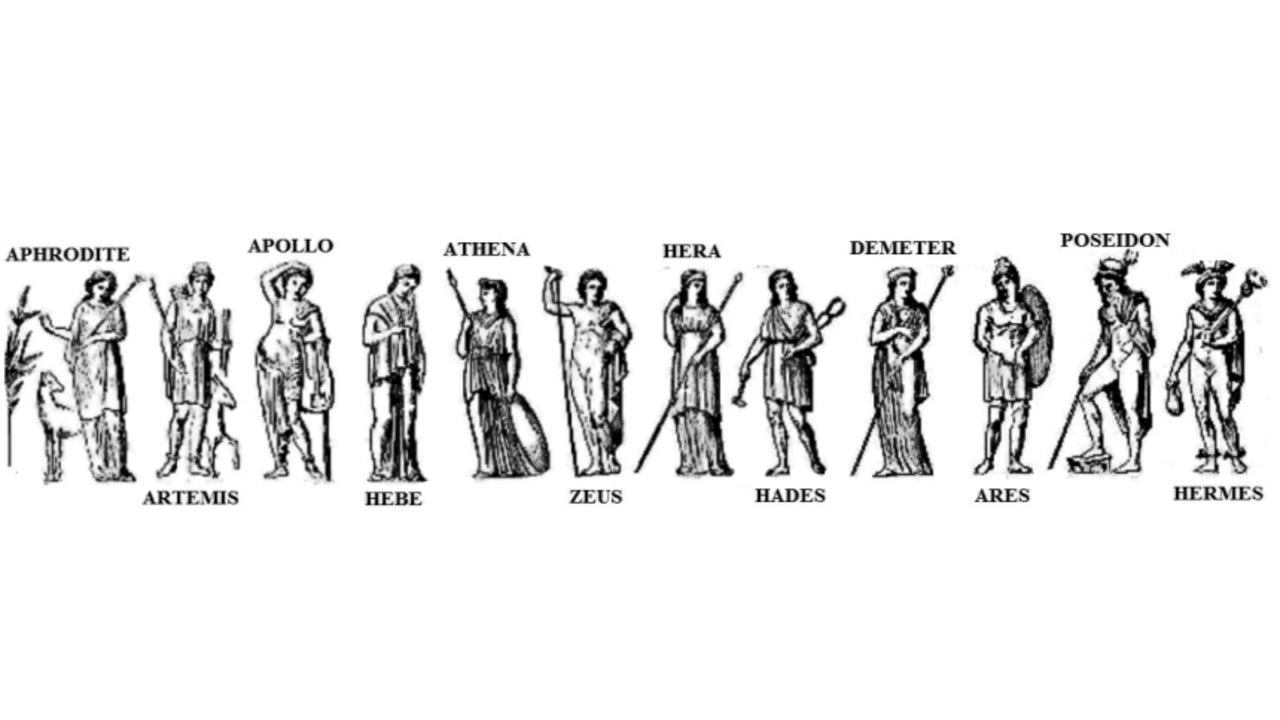 APHRODITE
APOLLO
ATHENA
HERA
DEMETER
POSEIDON
ARTEMIS
HEBE
ZEUS
HADES
ARES
HERMES